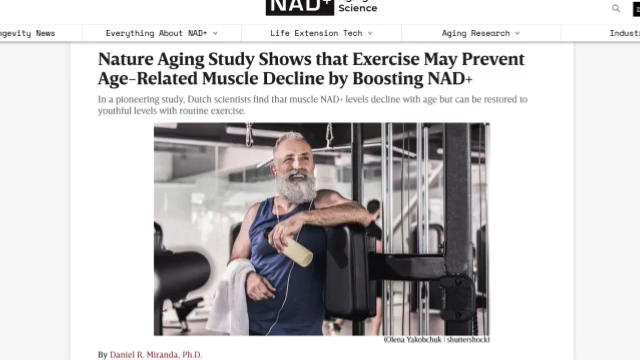 NAD+
Science
ngevity News
Everything About NAD+
Life Extension Tech
Aging Research
Indust
Nature Aging Study Shows that Exercise May Prevent
Age-Related Muscle Decline by Boosting NAD+
In a pioneering study, Dutch scientists find that muscle NAD+ levels decline with age but can be restored to
youthful levels with routine exercise.
(Olena Yakobchuk | shuttershock)
By Daniel R. Miranda, Ph.D.